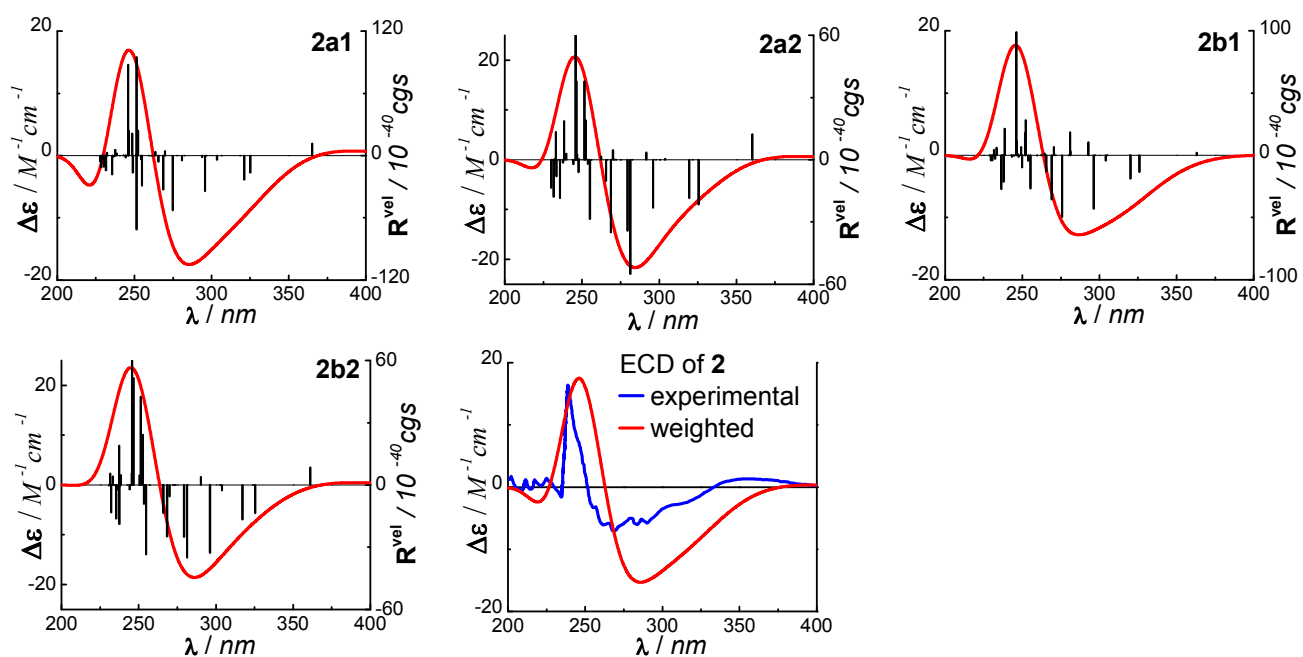 2a1
20
0
-20
120
0
-120
200 250 300 350 400
Δε / M⁻¹cm⁻¹
R^vel / 10⁻⁴⁰cgs
λ / nm
2a2
20
0
-20
60
0
-60
200 250 300 350 400
Δε / M⁻¹cm⁻¹
R^vel / 10⁻⁴⁰cgs
λ / nm
2b1
20
0
-20
100
0
-100
200 250 300 350 400
Δε / M⁻¹cm⁻¹
R^vel / 10⁻⁴⁰cgs
λ / nm
2b2
20
0
-20
60
0
-60
200 250 300 350 400
Δε / M⁻¹cm⁻¹
R^vel / 10⁻⁴⁰cgs
λ / nm
ECD of 2
experimental
weighted
20
0
-20
200 250 300 350 400
Δε / M⁻¹cm⁻¹
λ / nm